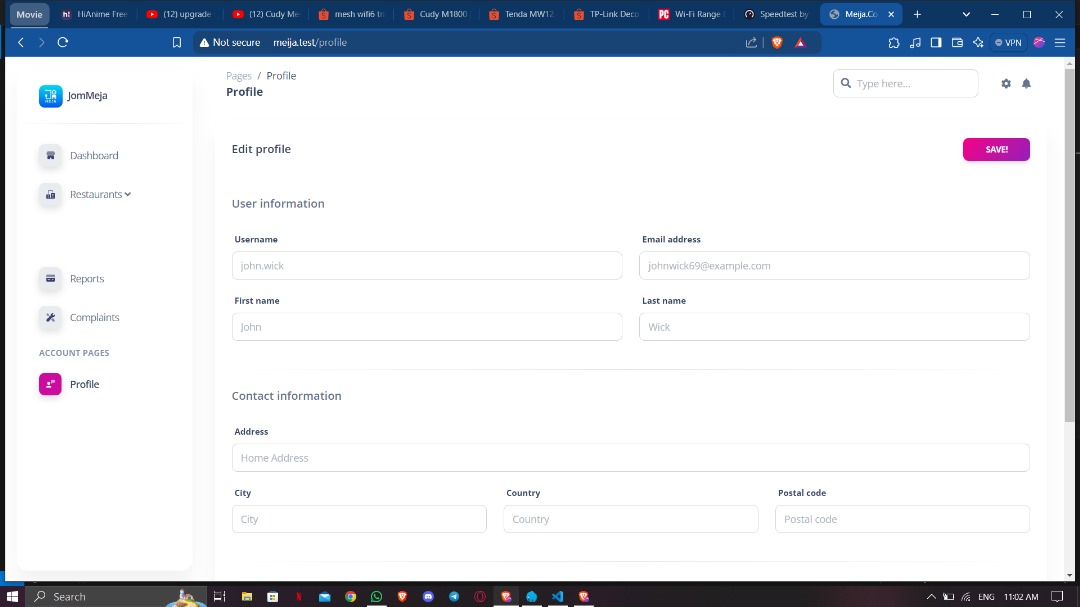 Movie
HiAnime Free
(12) upgrade
(12) Cudy Me
mesh wifi6 tri
Cudy M1800
Tenda MW12
TP-Link Deco
Wi-Fi Range
Speedtest by
Meija.Co
Not secure meija.test/profile
VPN
JomMeja
Dashboard
Restaurants
Reports
Complaints
ACCOUNT PAGES
Profile
Pages / Profile
Profile
Type here...
Edit profile
SAVE!
User information
Username
Email address
john.wick
johnwick69@example.com
First name
Last name
John
Wick
Contact information
Address
Home Address
City
Country
Postal code
City
Country
Postal code
Search
ENG
11:02 AM